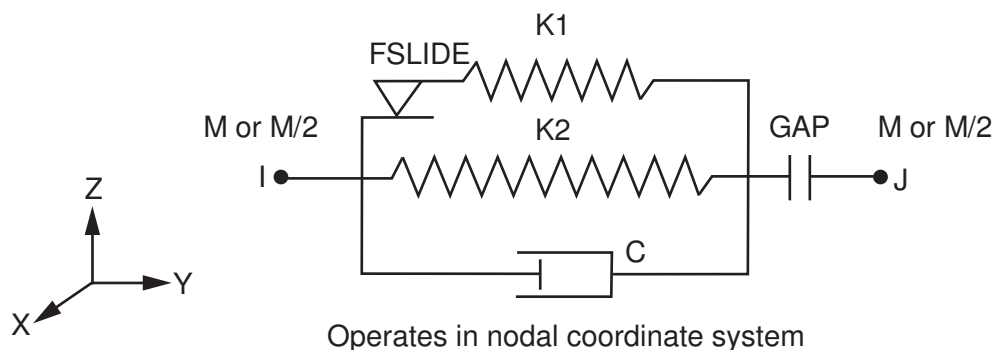 K1
FSLIDE
M or M/2
K2
GAP
M or M/2
I
J
Z
C
Y
X
Operates in nodal coordinate system